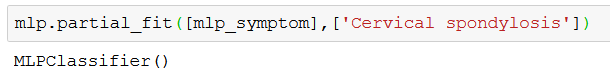 mlp.partial_fit([mlp_symptom],['Cervical spondylosis'])
MLPClassifier()